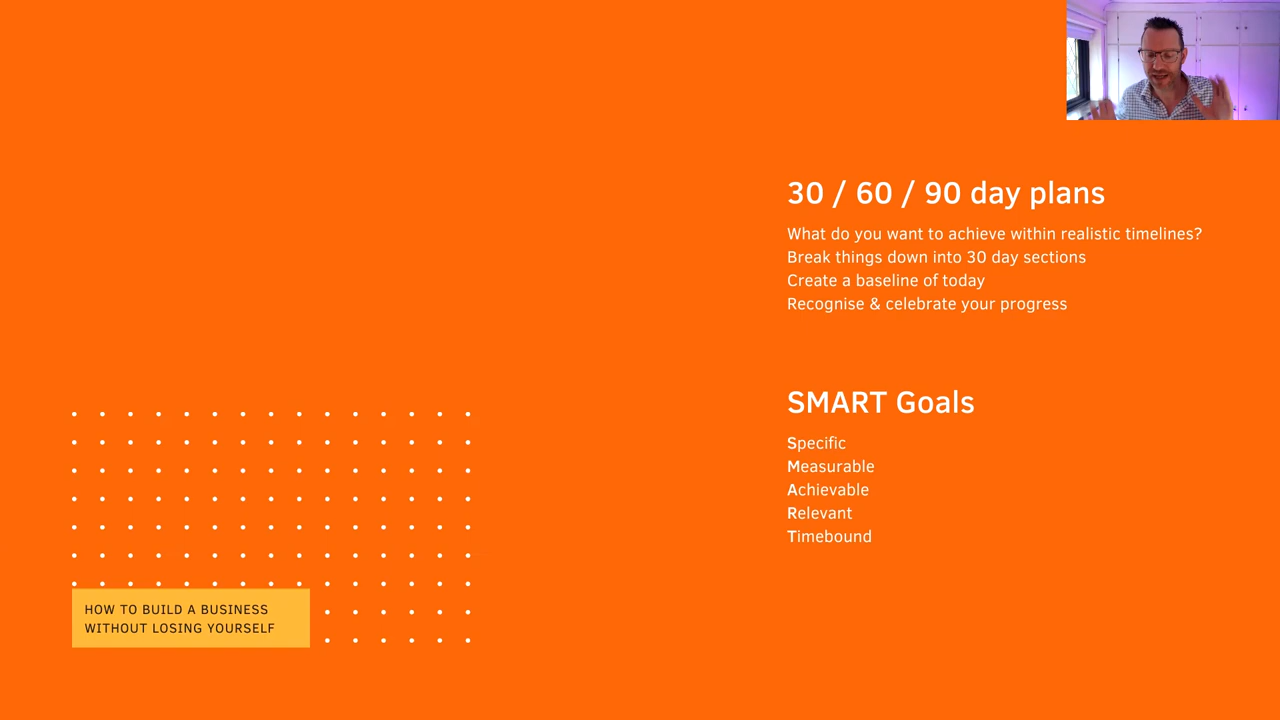 30 / 60 / 90 day plans
What do you want to achieve within realistic timelines?
Break things down into 30 day sections
Create a baseline of today
Recognise & celebrate your progress
SMART Goals
Specific
Measurable
Achievable
Relevant
Timebound
HOW TO BUILD A BUSINESS
WITHOUT LOSING YOURSELF